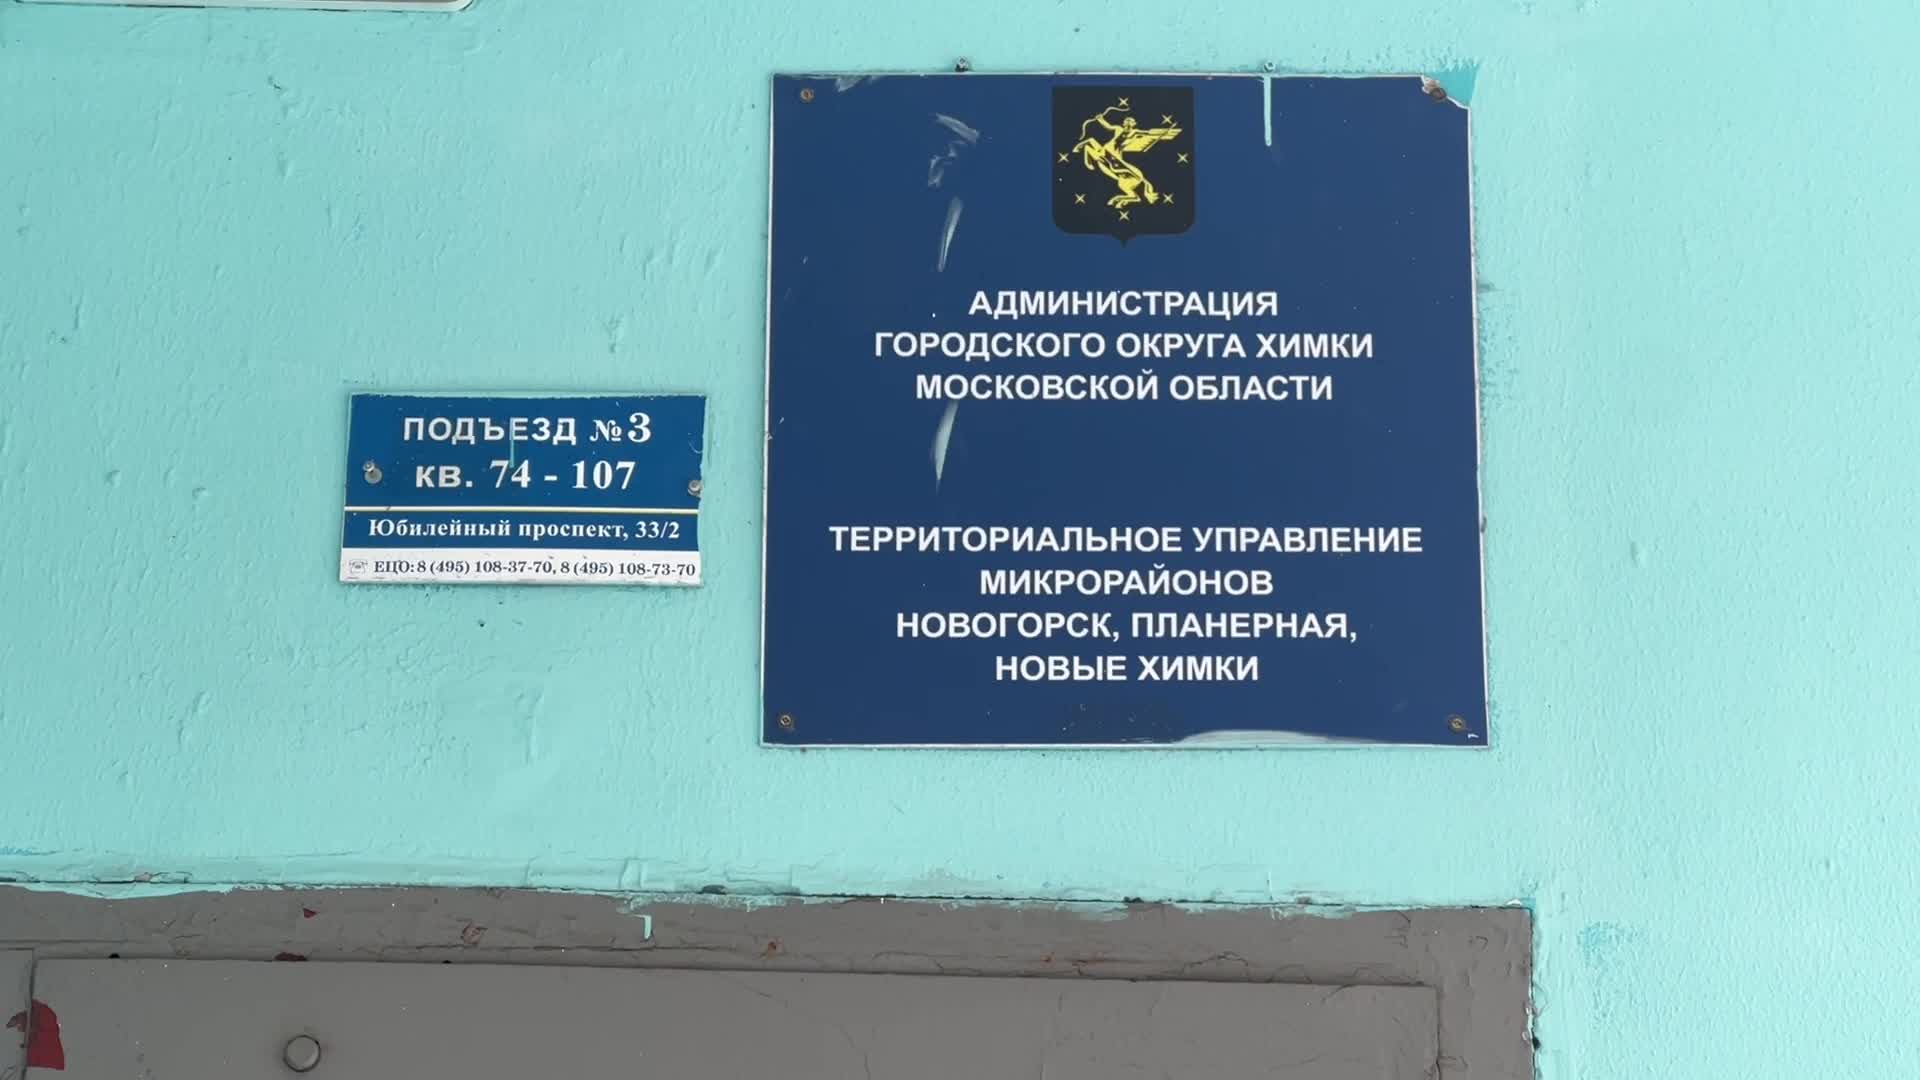 ПОДЪЕЗД №3
кв. 74 - 107
Юбилейный проспект, 33/2
ЕЦО: 8 (495) 108-37-70, 8 (495) 108-73-70
АДМИНИСТРАЦИЯ
ГОРОДСКОГО ОКРУГА ХИМКИ
МОСКОВСКОЙ ОБЛАСТИ
ТЕРРИТОРИАЛЬНОЕ УПРАВЛЕНИЕ
МИКРОРАЙОНОВ
НОВОГОРСК, ПЛАНЕРНАЯ,
НОВЫЕ ХИМКИ